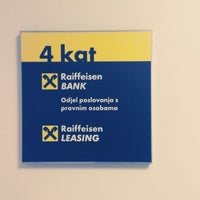 4 kat
Raiffeisen
BANK
Odjel poslovanja s
pravnim osobama
Raiffeisen
LEASING